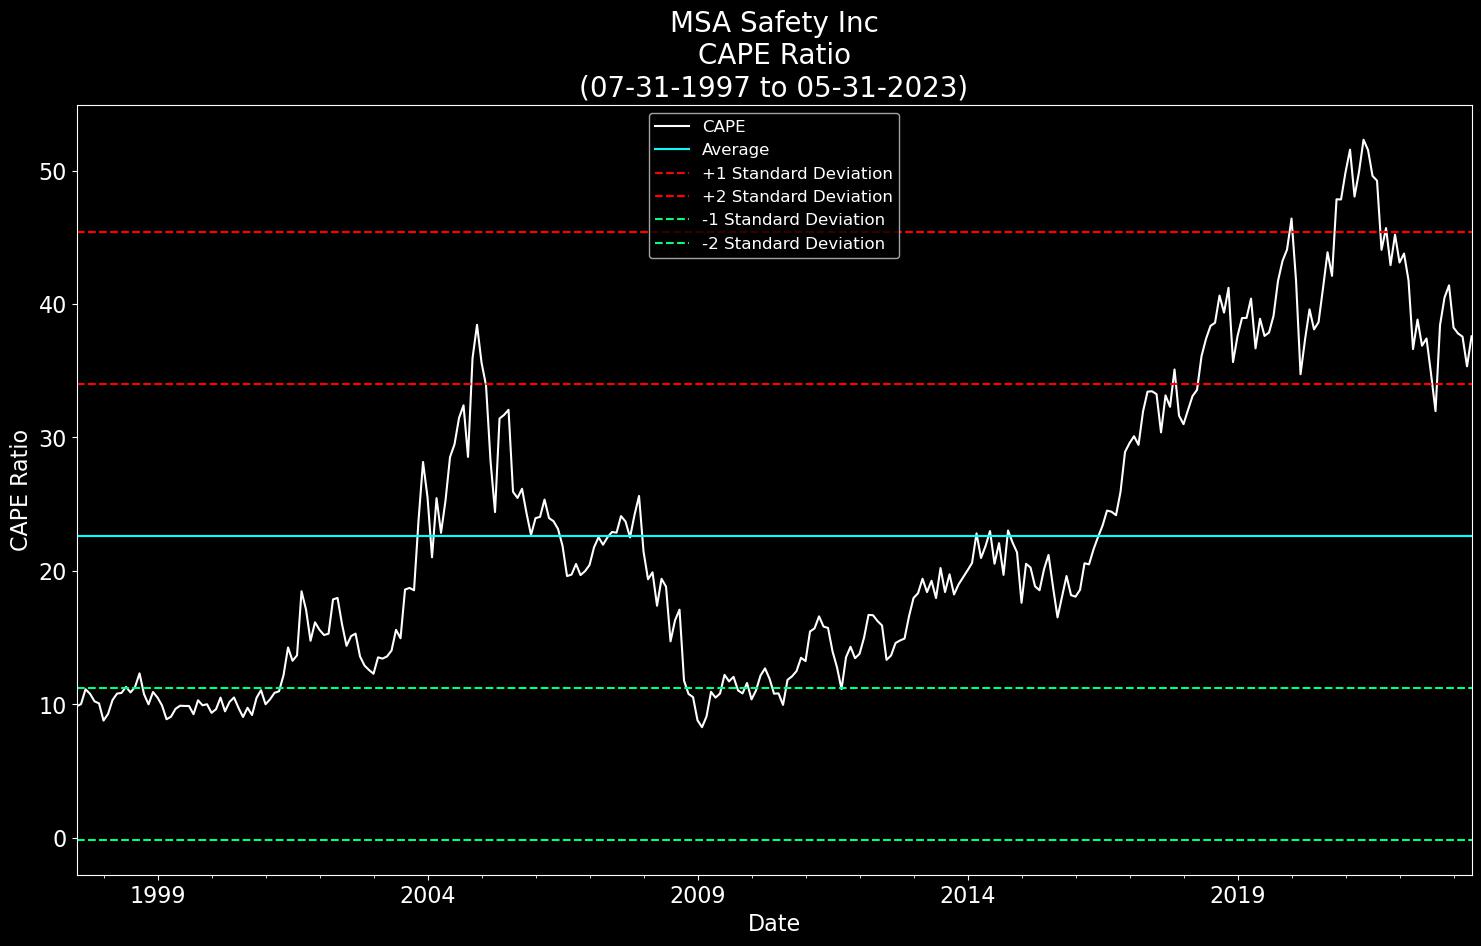 MSA Safety Inc
CAPE Ratio
(07-31-1997 to 05-31-2023)
CAPE
Average
+1 Standard Deviation
+2 Standard Deviation
-1 Standard Deviation
-2 Standard Deviation
CAPE Ratio
50
40
30
20
10
0
1999 2004 2009 2014 2019
Date